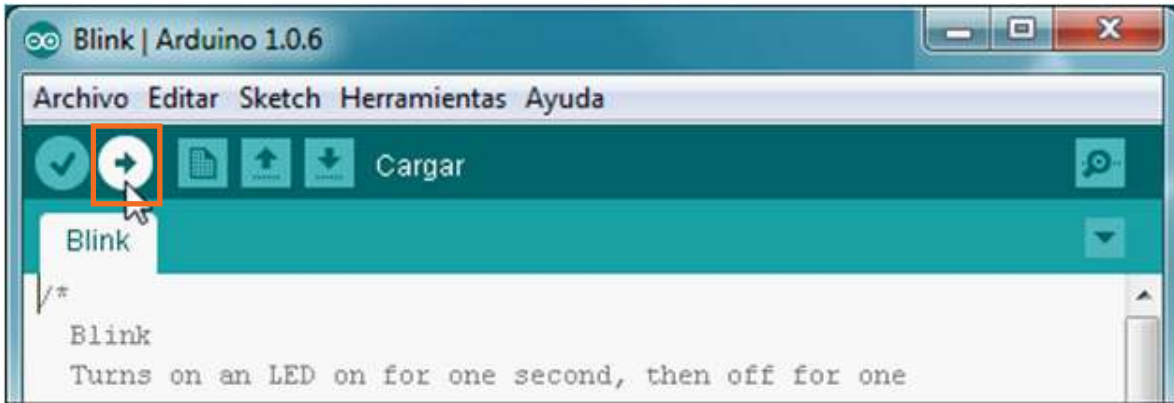 Blink | Arduino 1.0.6
Archivo Editar Sketch Herramientas Ayuda
Cargar
Blink
/*
Blink
Turns on an LED on for one second, then off for one